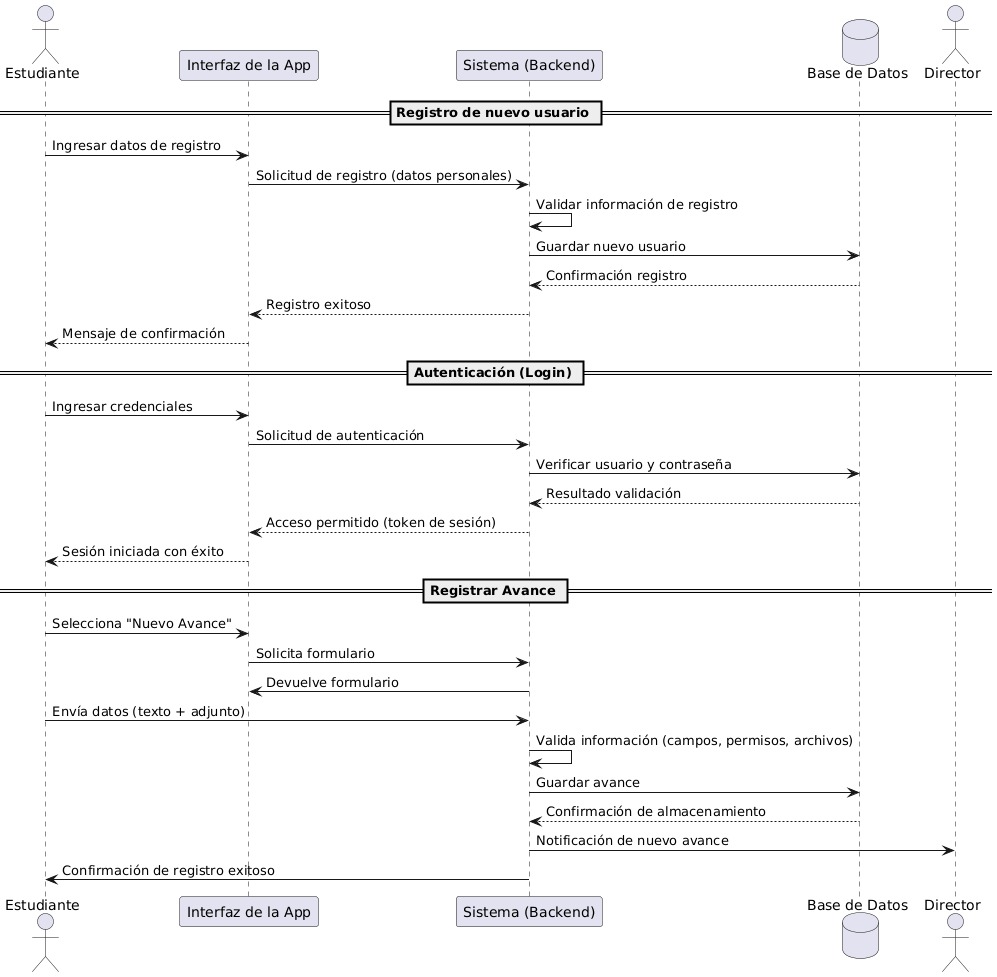 Estudiante
Interfaz de la App
Sistema (Backend)
Base de Datos
Director
Registro de nuevo usuario
Ingresar datos de registro
Solicitud de registro (datos personales)
Validar información de registro
Guardar nuevo usuario
Confirmación registro
Registro exitoso
Mensaje de confirmación
Autenticación (Login)
Ingresar credenciales
Solicitud de autenticación
Verificar usuario y contraseña
Resultado validación
Acceso permitido (token de sesión)
Sesión iniciada con éxito
Registrar Avance
Selecciona "Nuevo Avance"
Solicita formulario
Devuelve formulario
Envía datos (texto + adjunto)
Valida información (campos, permisos, archivos)
Guardar avance
Confirmación de almacenamiento
Notificación de nuevo avance
Confirmación de registro exitoso
Estudiante
Interfaz de la App
Sistema (Backend)
Base de Datos
Director